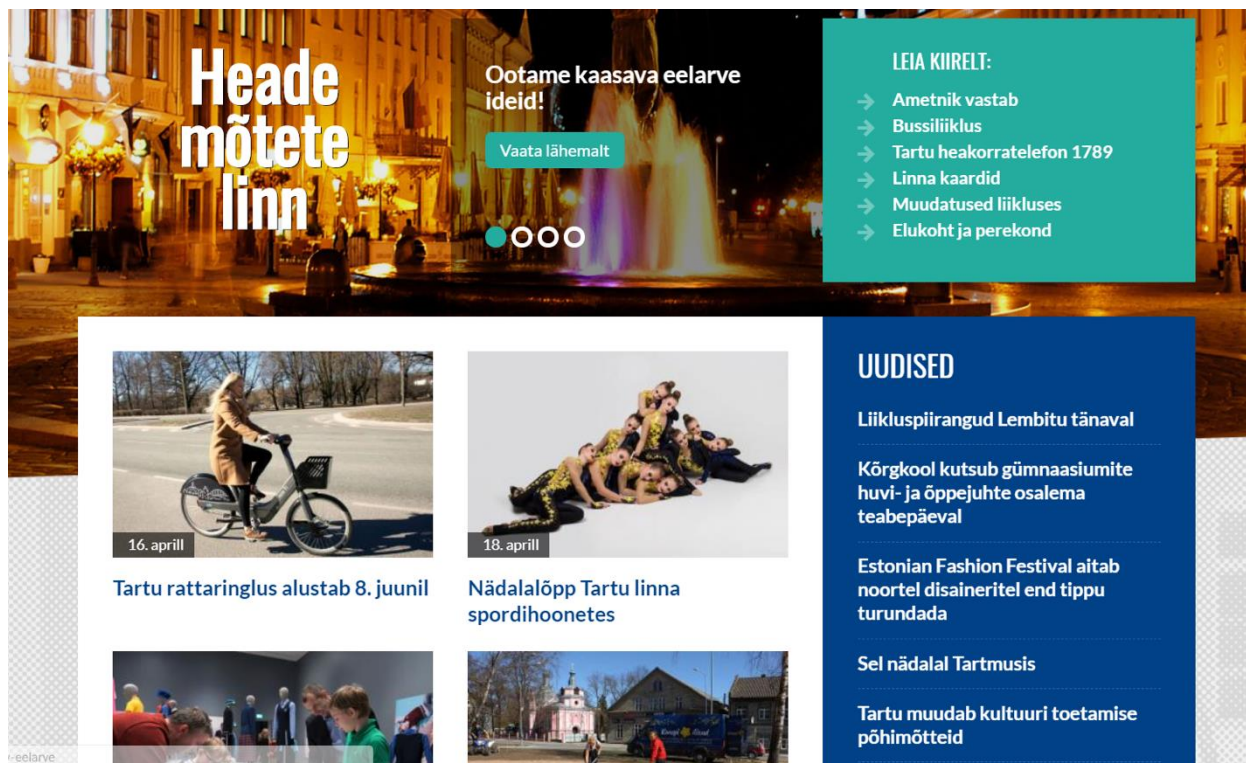 Heade
mõtete
linn
Ootame kaasava eelarve
ideid!
Vaata lähemalt
LEIA KIIRELT:
Ametnik vastab
Bussiliiklus
Tartu heakorratelefon 1789
Linna kaardid
Muudatused liikluses
Elukoht ja perekond
16. aprill
Tartu rattaringlus alustab 8. juunil
18. aprill
Nädalalõpp Tartu linna
spordihoonetes
UUDISED
Liikluspiirangud Lembitu tänaval
Kõrgkool kutsub gümnaasiumite
huvi- ja õppejuhte osalema
teabepäeval
Estonian Fashion Festival aitab
noortel disaineritel end tippu
turundada
Sel nädalal Tartmusis
Tartu muudab kultuuri toetamise
põhimõtteid
-eelarve